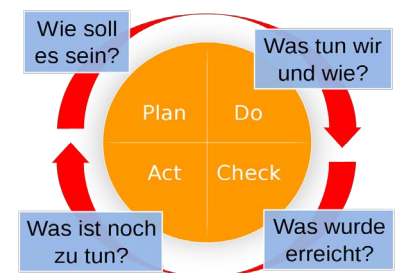 Wie soll
es sein?
Was tun wir
und wie?
Plan
Do
Act
Check
Was ist noch
zu tun?
Was wurde
erreicht?